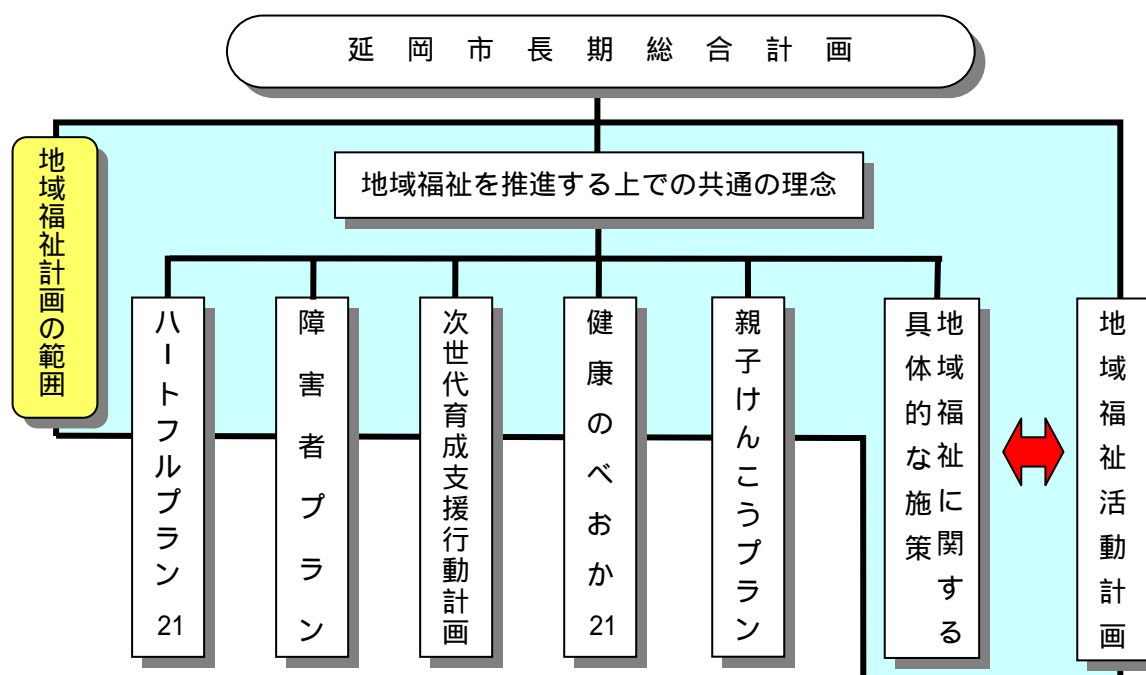 延岡市長期総合計画
地域福祉計画の範囲
地域福祉を推進する上での共通の理念
ハートフルプラン21
障害者プラン
次世代育成支援行動計画
健康のべおか21
親子けんこうプラン
地域福祉に関する
具体的な施策
地域福祉活動計画